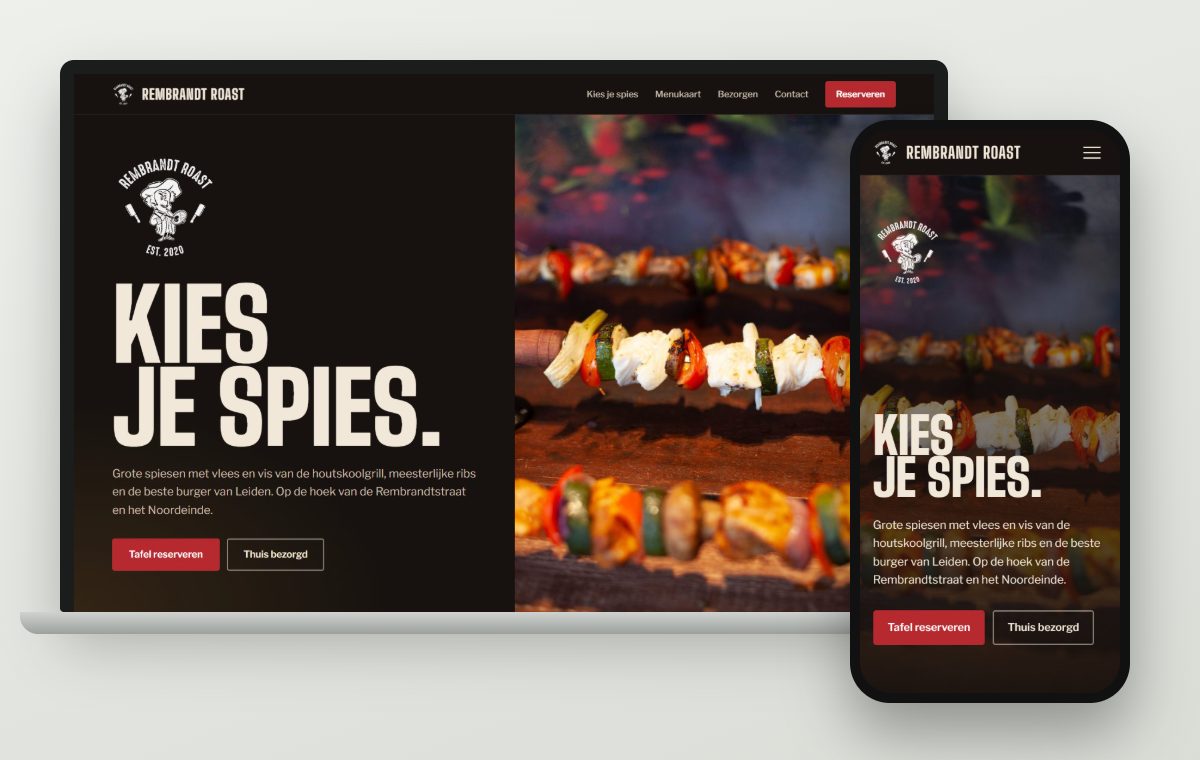 REMBRANDT ROAST
Kies je spies
Menukaart
Bezorgen
Contact
Reserveren
REMBRANDT ROAST
EST. 2020
KIES
JE SPIES.
Grote spiesen met vlees en vis van de houtskoolgrill, meesterlijke ribs
en de beste burger van Leiden. Op de hoek van de Rembrandtstraat
en het Noordeinde.
Tafel reserveren
Thuis bezorgd
REMBRANDT ROAST
REMBRANDT ROAST
EST. 2020
KIES
JE SPIES.
Grote spiesen met vlees en vis van de
houtskoolgrill, meesterlijke ribs en de beste
burger van Leiden. Op de hoek van de
Rembrandtstraat en het Noordeinde.
Tafel reserveren
Thuis bezorgd